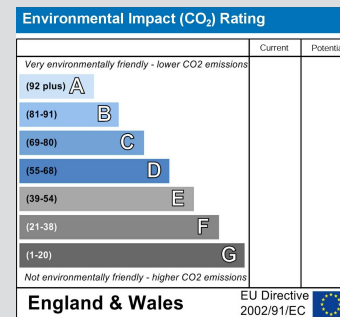 Environmental Impact (CO₂) Rating
Current Potentia
Very environmentally friendly - lower CO2 emissions
(92 plus) A
(81-91) B
(69-80) C
(55-68) D
(39-54) E
(21-38) F
(1-20) G
Not environmentally friendly - higher CO2 emissions
England & Wales
EU Directive
2002/91/EC